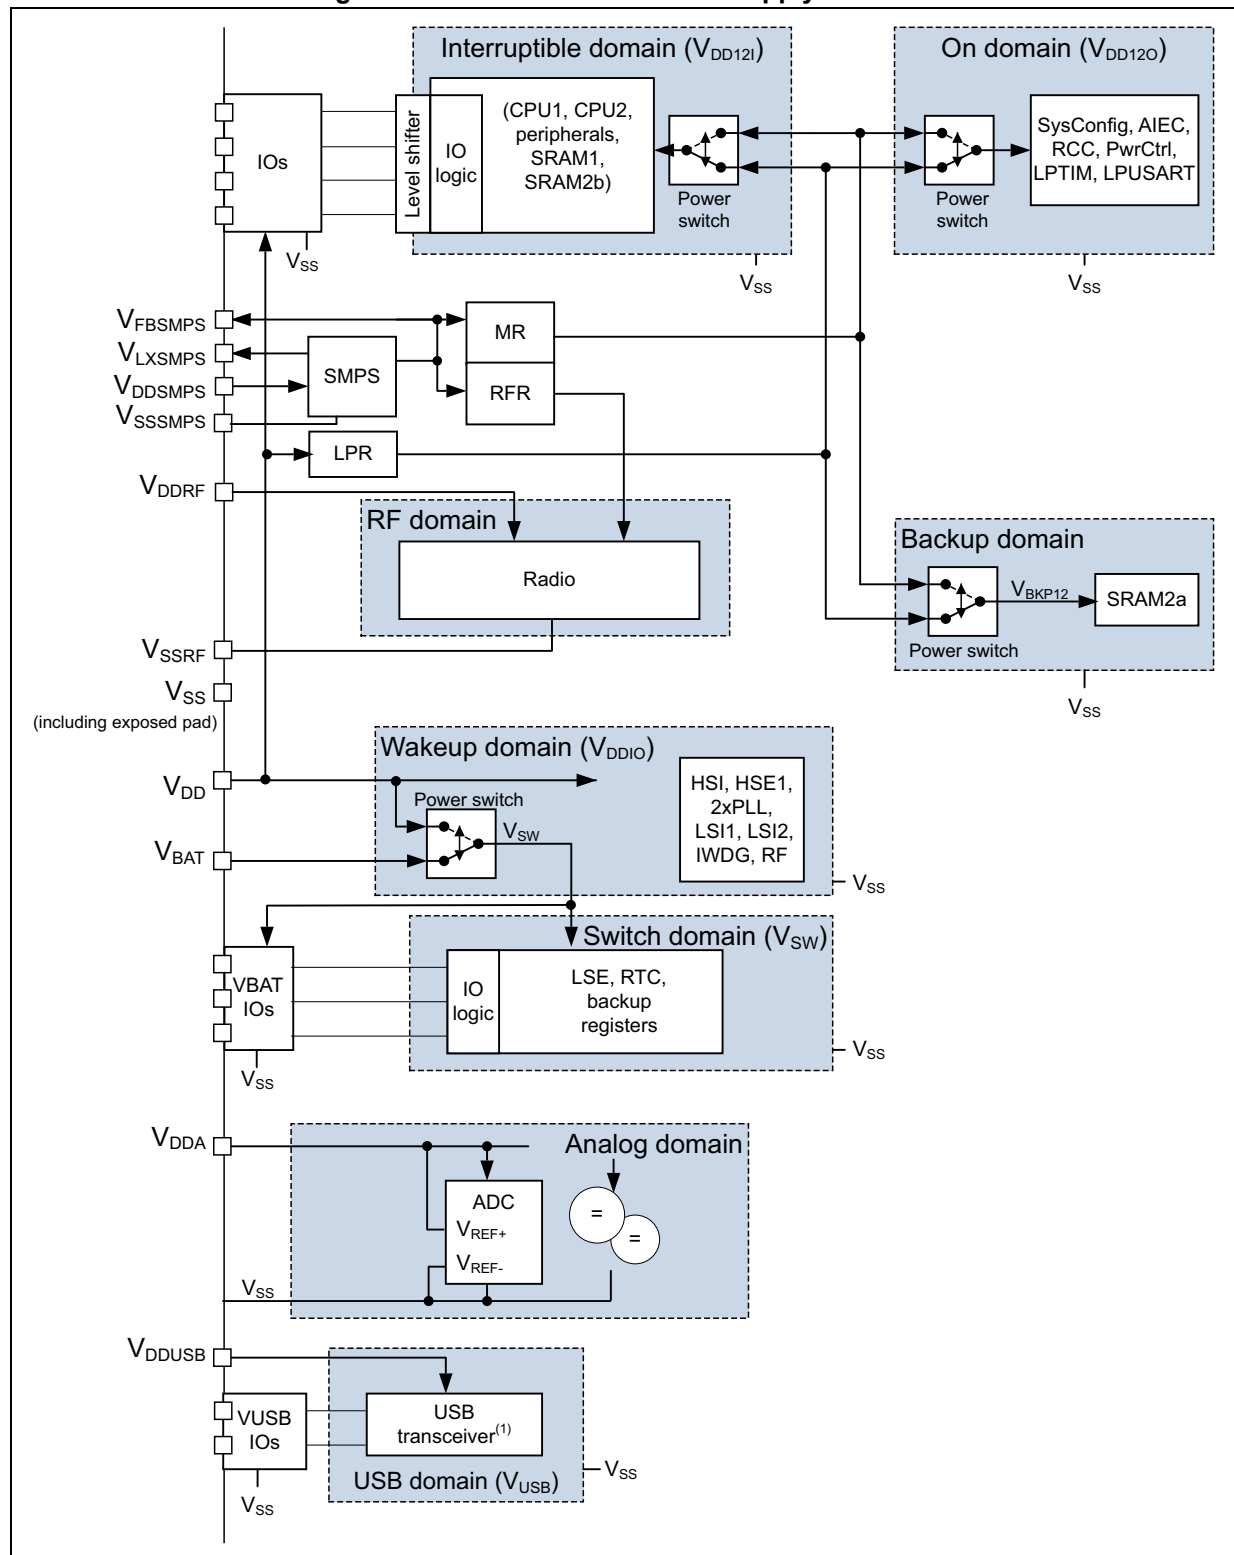 Interruptible domain (VDD12I)
On domain (VDD12O)
IOs
Level shifter
IO
logic
(CPU1, CPU2,
peripherals,
SRAM1,
SRAM2b)
Power
switch
Power
switch
SysConfig, AIEC,
RCC, PwrCtrl,
LPTIM, LPUSART
VSS
VSS
VSS
VFBSMPS
VLXSMPS
VDDSMPS
VSSSMPS
SMPS
MR
RFR
LPR
VDDRF
RF domain
Radio
Backup domain
VBKP12
SRAM2a
Power switch
VSS
VSSRF
VSS
(including exposed pad)
Wakeup domain (VDDIO)
VDD
Power switch
VSW
HSI, HSE1,
2xPLL,
LSI1, LSI2,
IWDG, RF
VBAT
VSS
Switch domain (VSW)
VBAT
IOs
IO
logic
LSE, RTC,
backup
registers
VSS
VSS
VDDA
Analog domain
ADC
VREF+
VREF-
=
=
VSS
VDDUSB
VUSB
IOs
USB
transceiver(1)
USB domain (VUSB)
VSS
VSS